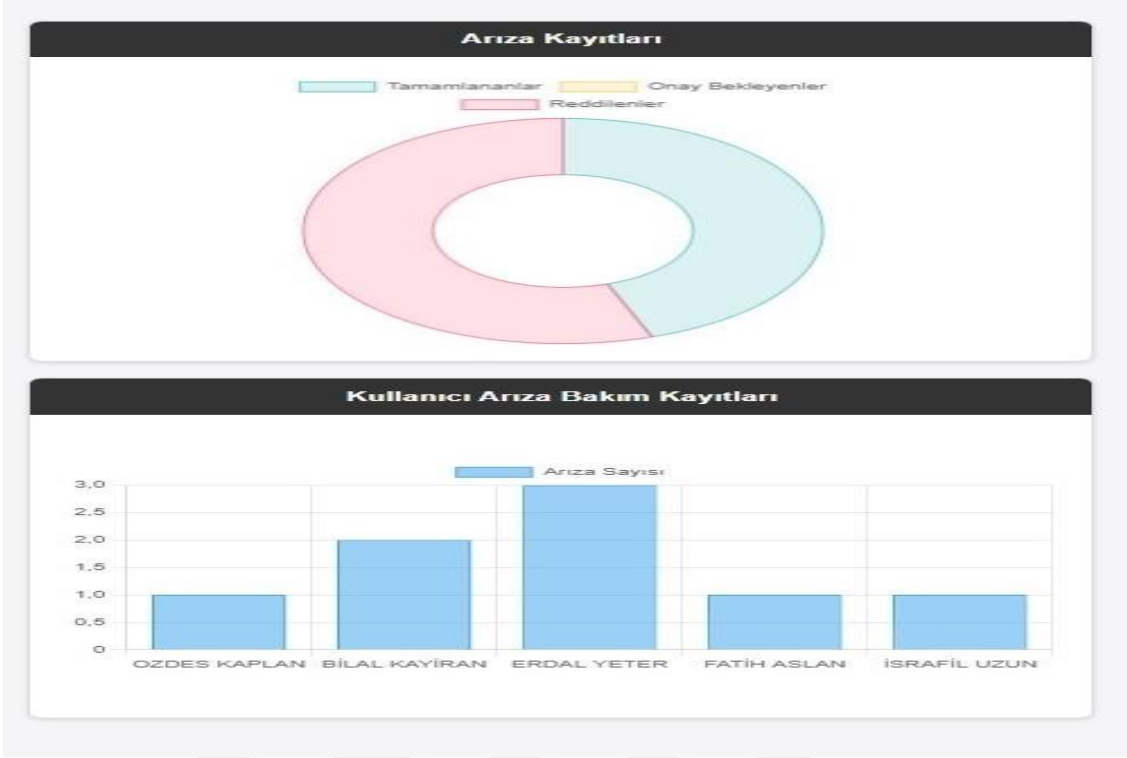 Arıza Kayıtları
Tamamlananlar Onay Bekleyenler
Reddilenler
Kullanıcı Arıza Bakım Kayıtları
Arıza Sayısı
3,0
2,5
2,0
1,5
1,0
0,5
0
OZDES KAPLAN BİLAL KAYİRAN ERDAL YETER FATİH ASLAN İSRAFİL UZUN